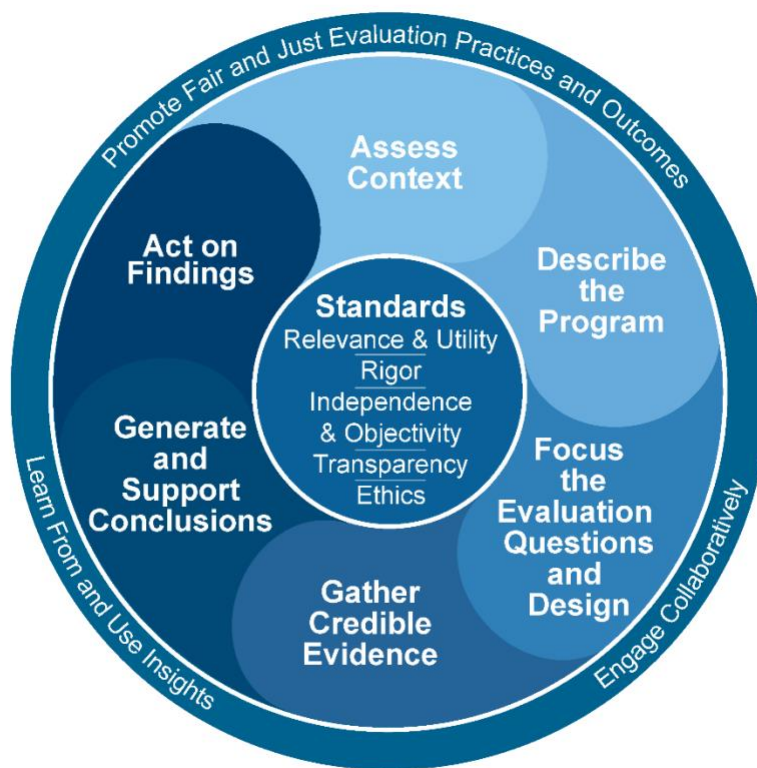 Promote Fair and Just Evaluation Practices and Outcomes
Assess
Context
Describe
the
Program
Focus
the
Evaluation
Questions
and
Design
Gather
Credible
Evidence
Generate
and
Support
Conclusions
Act on
Findings
Standards
Relevance & Utility
Rigor
Independence
& Objectivity
Transparency
Ethics
Engage Collaboratively
Learn From and Use Insights